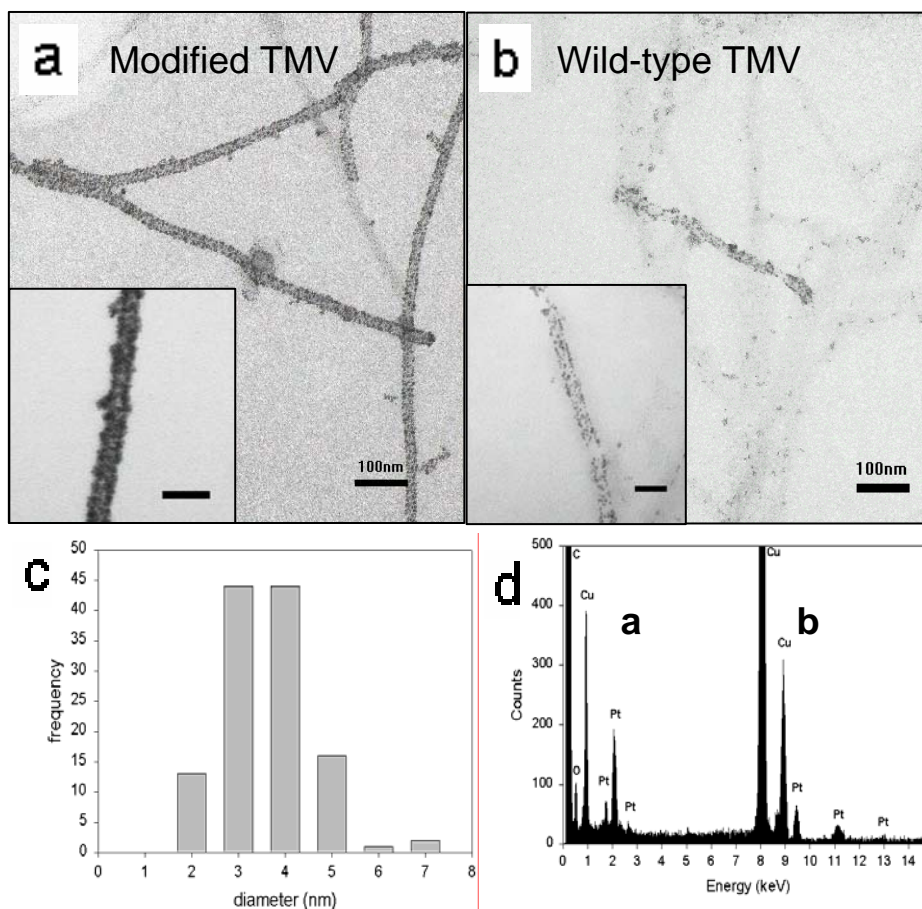 a Modified TMV
b Wild-type TMV
100nm
100nm
c
frequency
50
45
40
35
30
25
20
15
10
5
0
0 1 2 3 4 5 6 7 8
diameter (nm)
d
Counts
500
400
300
200
100
0
C
Cu
O
Pt
Pt
Pt
a
Cu
b
Cu
Pt
Pt
Pt
0 1 2 3 4 5 6 7 8 9 10 11 12 13 14
Energy (keV)